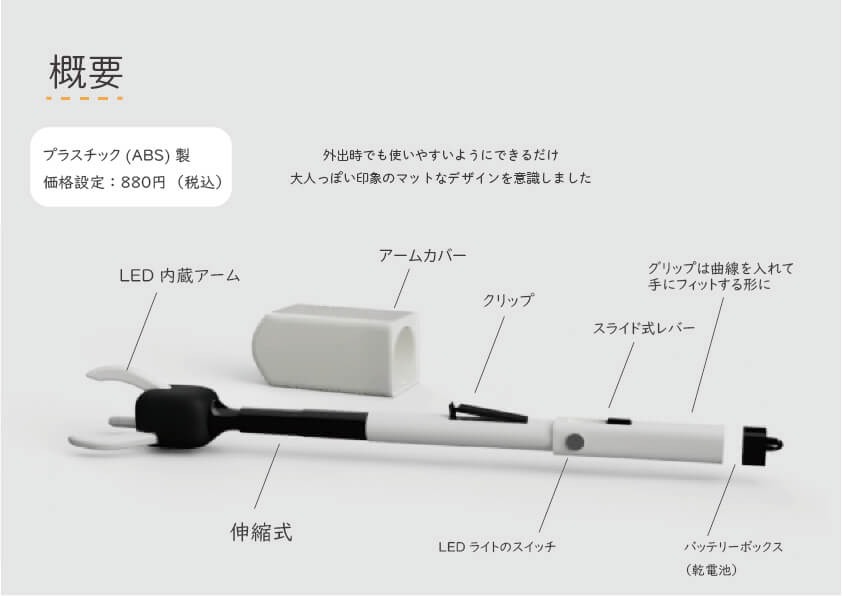 概要
プラスチック (ABS) 製
価格設定：880円（税込）
外出時でも使いやすいようにできるだけ
大人っぽい印象のマットなデザインを意識しました
アームカバー
LED 内蔵アーム
クリップ
グリップは曲線を入れて
手にフィットする形に
スライド式レバー
伸縮式
LED ライトのスイッチ
バッテリーボックス
（乾電池）